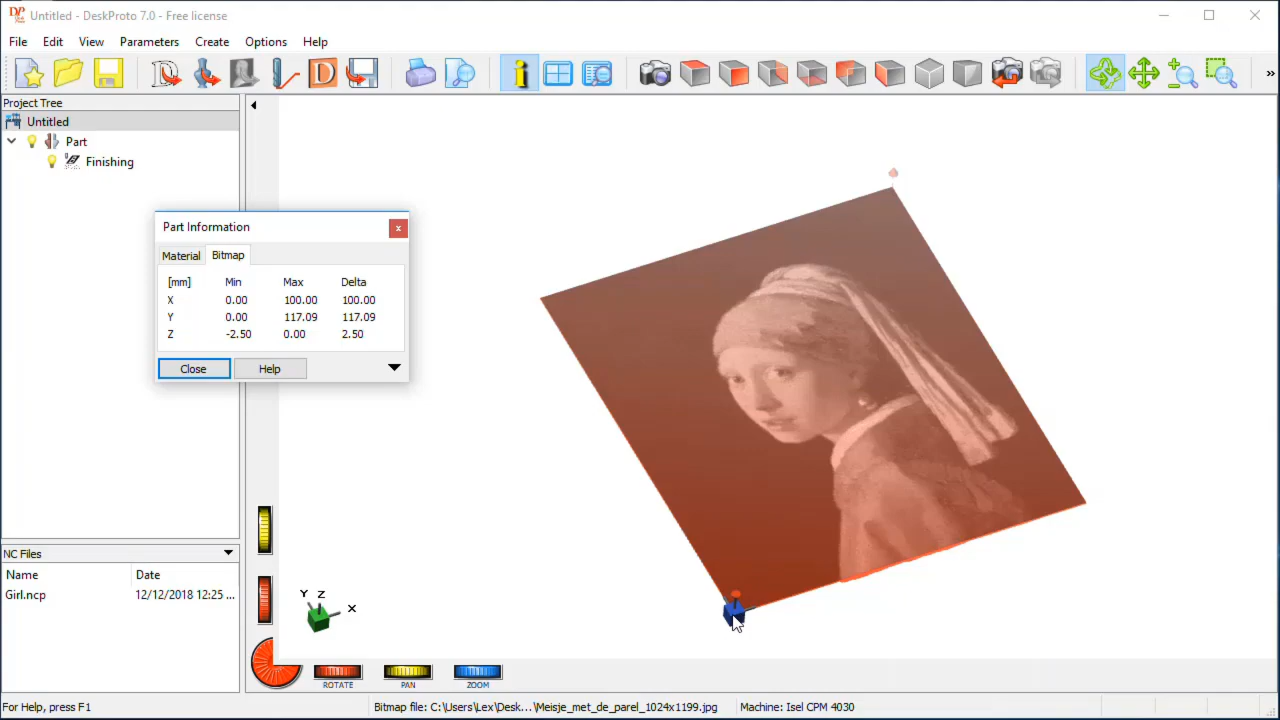 Untitled - DeskProto 7.0 - Free license
File Edit View Parameters Create Options Help
»
Project Tree
Untitled
Part
Finishing
Part Information
x
Material Bitmap
[mm] Min Max Delta
X 0.00 100.00 100.00
Y 0.00 117.09 117.09
Z -2.50 0.00 2.50
Close Help
NC Files
Name Date
Girl.ncp 12/12/2018 12:25 ...
Y Z X
ROTATE PAN ZOOM
For Help, press F1 Bitmap file: C:\Users\Lex\Desk...\Meisje_met_de_parel_1024x1199.jpg Machine: Isel CPM 4030